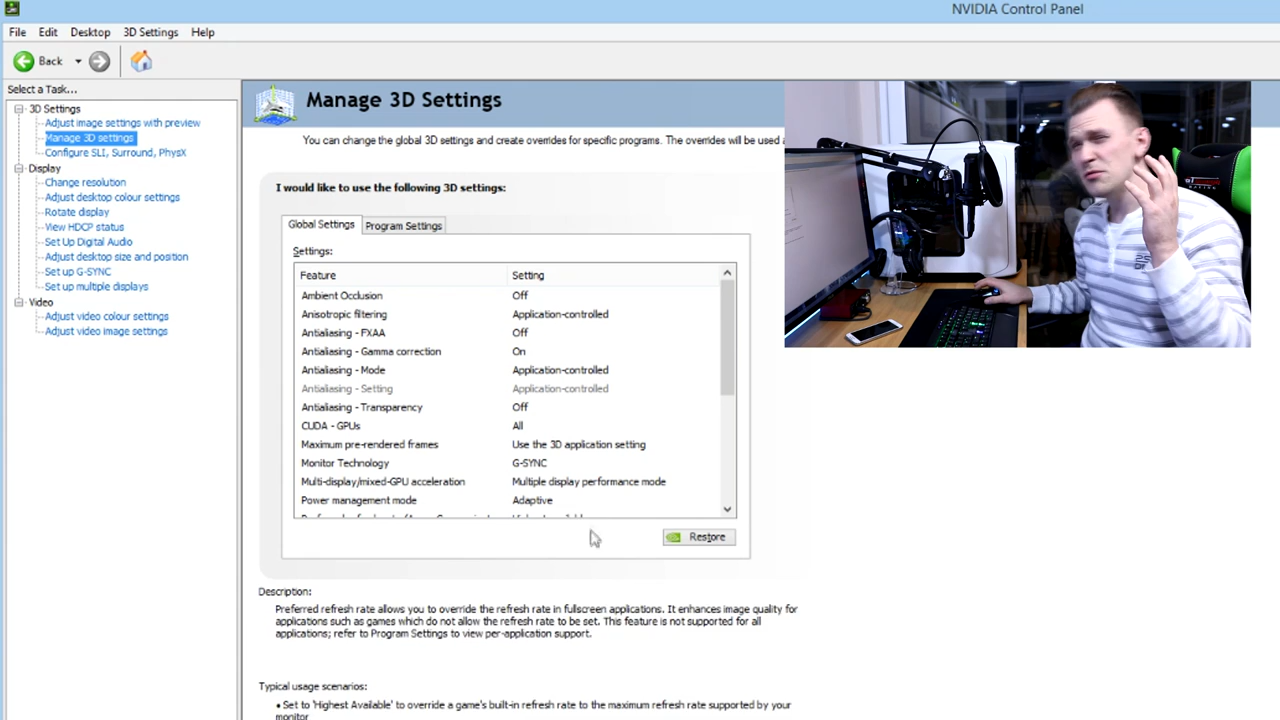 NVIDIA Control Panel
File Edit Desktop 3D Settings Help
Back
Select a Task...
3D Settings
Adjust image settings with preview
Manage 3D settings
Configure SLI, Surround, PhysX
Display
Change resolution
Adjust desktop colour settings
Rotate display
View HDCP status
Set Up Digital Audio
Adjust desktop size and position
Set up G-SYNC
Set up multiple displays
Video
Adjust video colour settings
Adjust video image settings
Manage 3D Settings
You can change the global 3D settings and create overrides for specific programs. The overrides will be used
I would like to use the following 3D settings:
Global Settings Program Settings
Settings:
Feature Setting
Ambient Occlusion Off
Anisotropic filtering Application-controlled
Antialiasing - FXAA Off
Antialiasing - Gamma correction On
Antialiasing - Mode Application-controlled
Antialiasing - Setting Application-controlled
Antialiasing - Transparency Off
CUDA - GPUs All
Maximum pre-rendered frames Use the 3D application setting
Monitor Technology G-SYNC
Multi-display/mixed-GPU acceleration Multiple display performance mode
Power management mode Adaptive
Restore
Description:
Preferred refresh rate allows you to override the refresh rate in fullscreen applications. It enhances image quality for
applications such as games which do not allow the refresh rate to be set. This feature is not supported for all
applications; refer to Program Settings to view per-application support.
Typical usage scenarios:
• Set to 'Highest Available' to override a game's built-in refresh rate to the maximum refresh rate supported by your
monitor